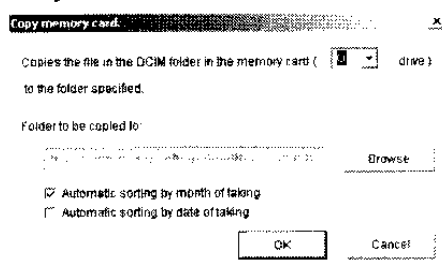 Copy memory card.
Copies the file in the DCIM folder in the memory card ( drive )
to the folder specified.
Folder to be copied to:
Browse
Automatic sorting by month of taking
Automatic sorting by date of taking
OK Cancel